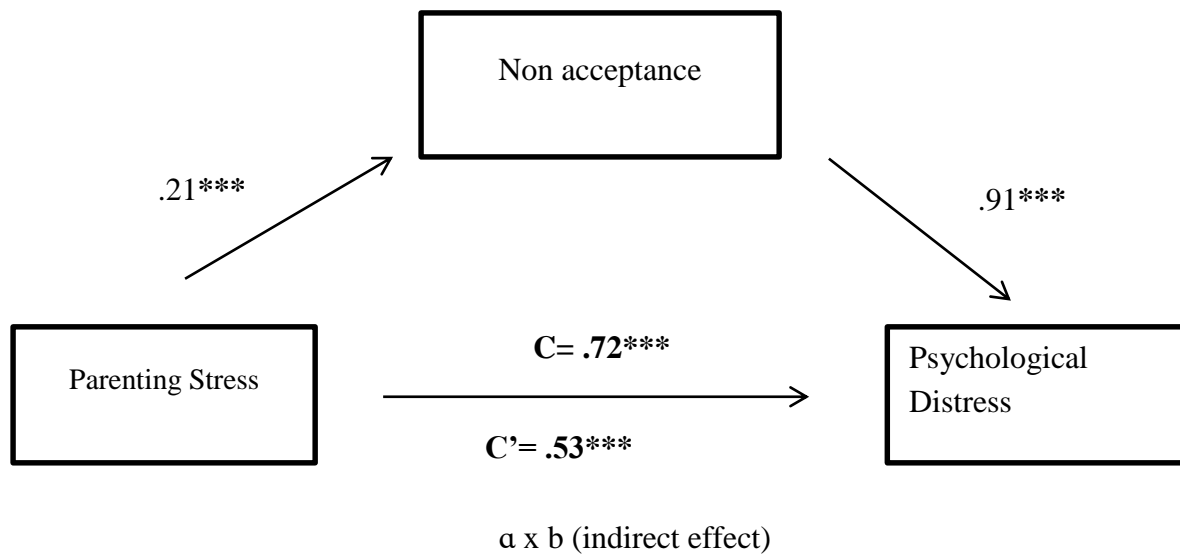 Non acceptance
.21***
.91***
C= .72***
Parenting Stress
Psychological
Distress
C’= .53***
ɑ x b (indirect effect)